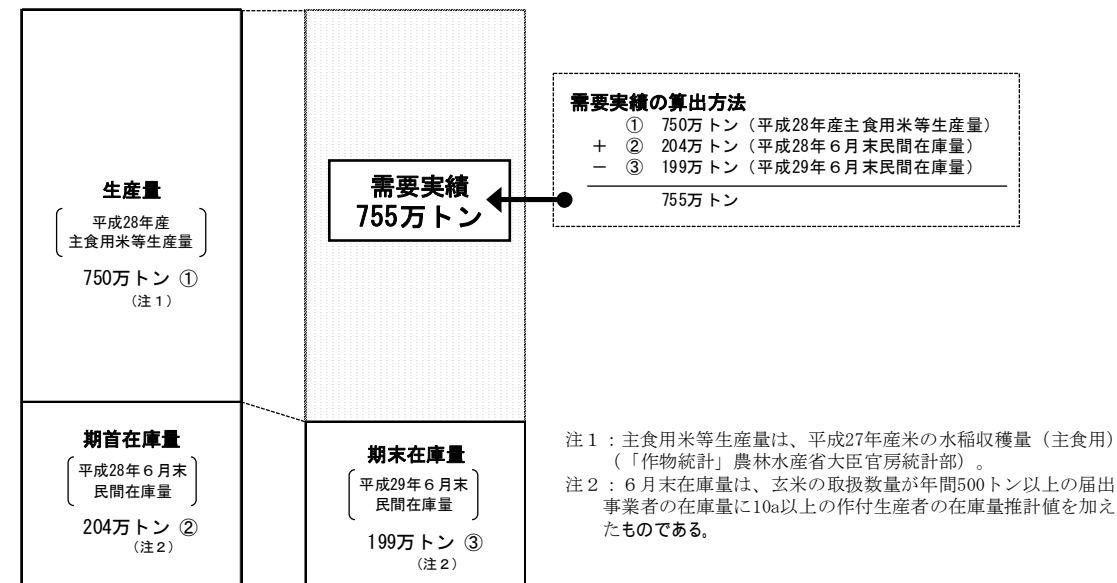 生産量
平成28年産
主食用米等生産量
750万トン ①
（注１）
期首在庫量
平成28年６月末
民間在庫量
204万トン ②
（注２）
需要実績
755万トン
期末在庫量
平成29年６月末
民間在庫量
199万トン ③
（注２）
需要実績の算出方法
① 750万トン（平成28年産主食用米等生産量）
＋ ② 204万トン（平成28年６月末民間在庫量）
－ ③ 199万トン（平成29年６月末民間在庫量）
755万トン
注１：主食用米等生産量は、平成27年産米の水稲収穫量（主食用）
（「作物統計」農林水産省大臣官房統計部）。
注２：６月末在庫量は、玄米の取扱数量が年間500トン以上の届出
事業者の在庫量に10a以上の作付生産者の在庫量推計値を加え
たものである。